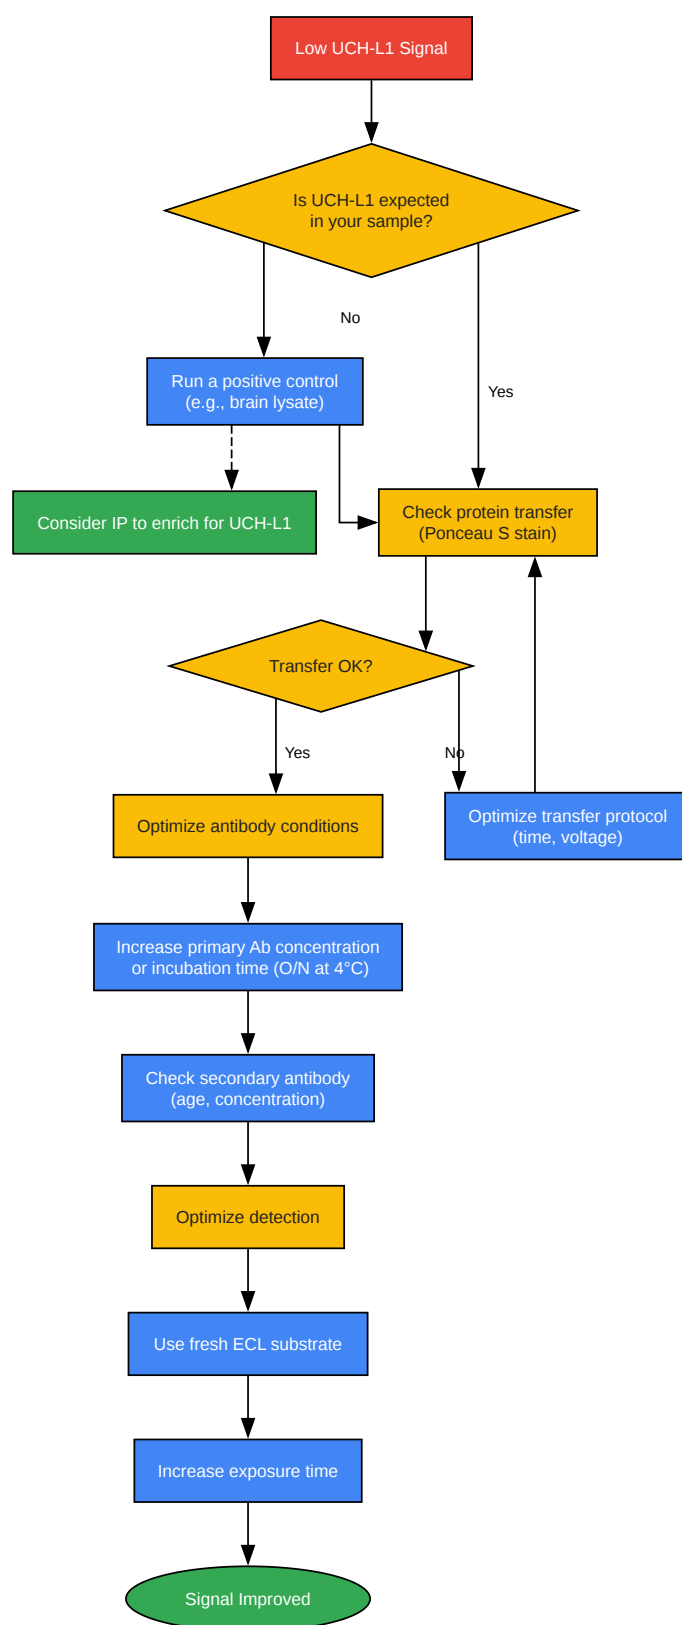 Low UCH-L1 Signal
Is UCH-L1 expected
in your sample?
No
Yes
Run a positive control
(e.g., brain lysate)
Consider IP to enrich for UCH-L1
Check protein transfer
(Ponceau S stain)
Transfer OK?
Yes
No
Optimize antibody conditions
Optimize transfer protocol
(time, voltage)
Increase primary Ab concentration
or incubation time (O/N at 4°C)
Check secondary antibody
(age, concentration)
Optimize detection
Use fresh ECL substrate
Increase exposure time
Signal Improved